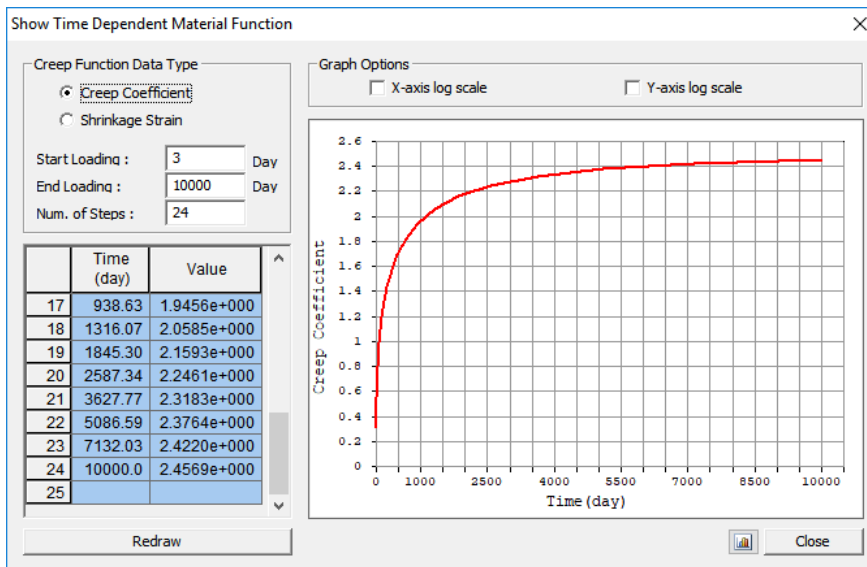 Show Time Dependent Material Function
Creep Function Data Type
Creep Coefficient
Shrinkage Strain
Start Loading : 3 Day
End Loading : 10000 Day
Num. of Steps : 24
Time (day) Value
17 938.63 1.9456e+000
18 1316.07 2.0585e+000
19 1845.30 2.1593e+000
20 2587.34 2.2461e+000
21 3627.77 2.3183e+000
22 5086.59 2.3764e+000
23 7132.03 2.4220e+000
24 10000.0 2.4569e+000
25
Redraw
Graph Options
X-axis log scale Y-axis log scale
2.6
2.4
2.2
2
1.8
1.6
1.4
1.2
1
0.8
0.6
0.4
0.2
0
Creep Coefficient
0 1000 2500 4000 5500 7000 8500 10000
Time(day)
Close